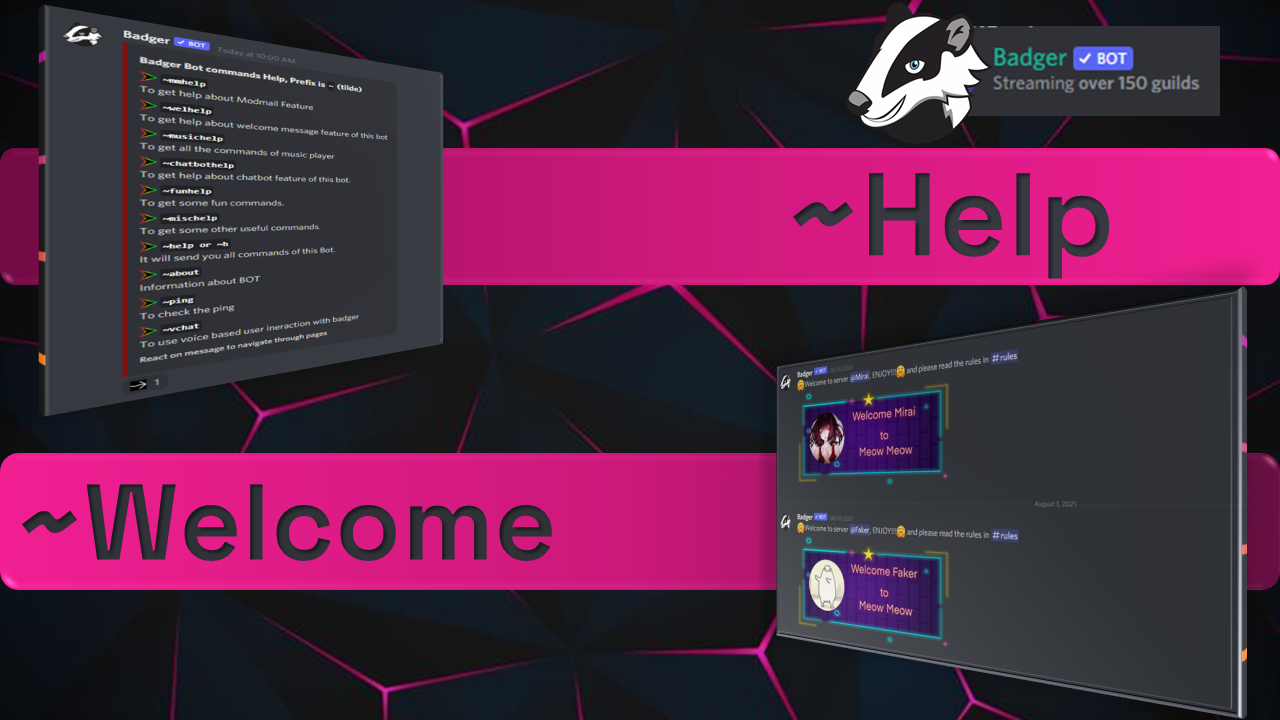 Badger BOT Today at 10:00 AM
Badger Bot commands Help, Prefix is ~ (tilde)
~mmhelp
To get help about Modmail Feature
~welhelp
To get help about welcome message feature of this bot
~musichelp
To get all the commands of music player
~chatbothelp
To get help about chatbot feature of this bot.
~funhelp
To get some fun commands.
~mischelp
To get some other useful commands.
~help or ~h
It will send you all commands of this Bot.
~about
Information about BOT
~ping
To check the ping
~vchat
To use voice based user ineraction with badger
React on message to navigate through pages
1
Badger BOT
Streaming over 150 guilds
~Help
~Welcome
Badger BOT
Welcome to server @Mirai, ENJOY!!! and please read the rules in #rules
Welcome Mirai
to
Meow Meow
August 1, 2021
Badger BOT
Welcome to server @Faker, ENJOY!!! and please read the rules in #rules
Welcome Faker
to
Meow Meow